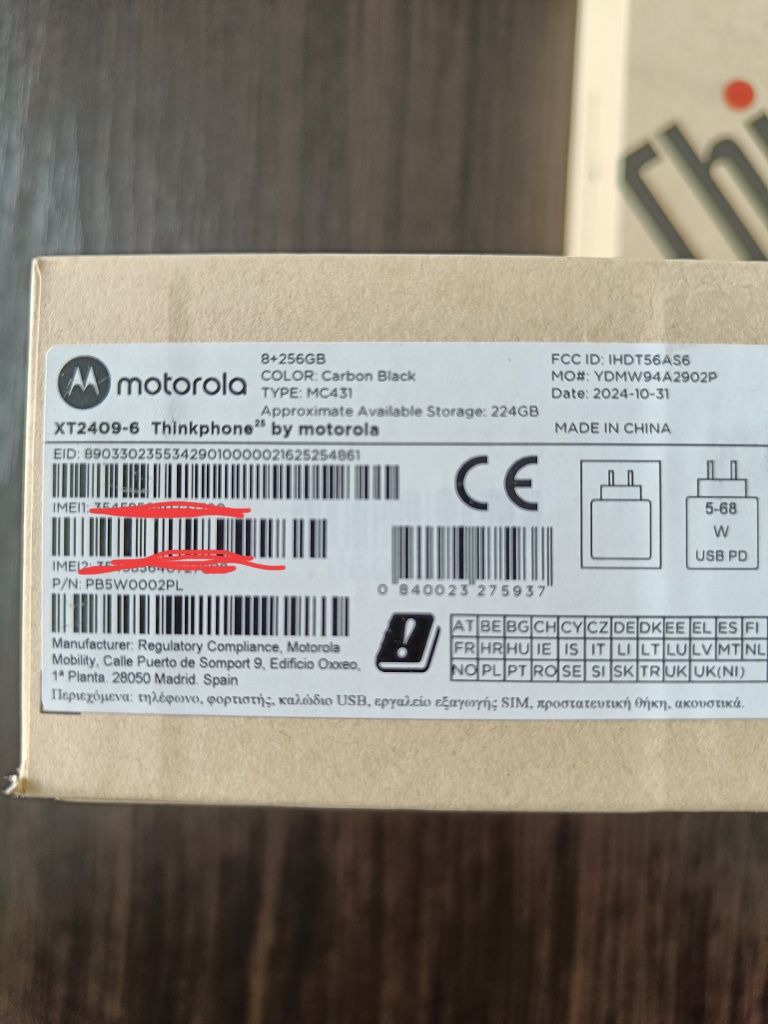 Thi
motorola
8+256GB
COLOR: Carbon Black
TYPE: MC431
Approximate Available Storage: 224GB
FCC ID: IHDT56AS6
MO#: YDMW94A2902P
Date: 2024-10-31
XT2409-6 Thinkphone²⁵ by motorola
MADE IN CHINA
EID: 89033023553429010000021625254861
IMEI1:
IMEI2:
P/N: PB5W0002PL
0 840023 275937
CE
5-68
W
USB PD
AT BE BG CH CY CZ DE DK EE EL ES FI
FR HR HU IE IS IT LI LT LU LV MT NL
NO PL PT RO SE SI SK TR UK UK(NI)
Manufacturer: Regulatory Compliance, Motorola
Mobility, Calle Puerto de Somport 9, Edificio Oxxeo,
1ª Planta. 28050 Madrid. Spain
Περιεχόμενα: τηλέφωνο, φορτιστής, καλώδιο USB, εργαλείο εξαγωγής SIM, προστατευτική θήκη, ακουστικά.